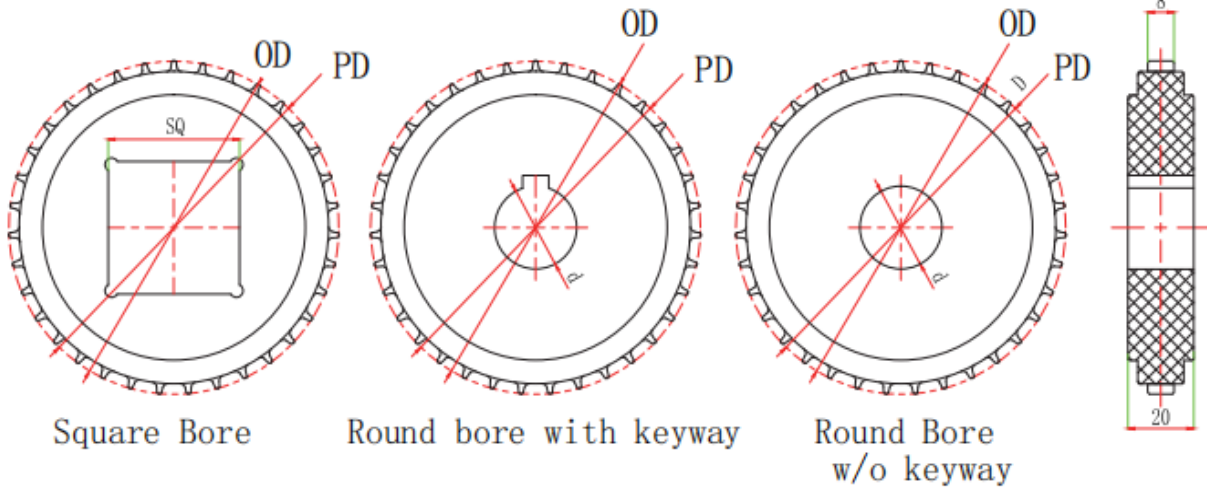 OD
PD
SQ
OD
PD
d
OD
D
PD
d
8
20
Square Bore
Round bore with keyway
Round Bore
w/o keyway